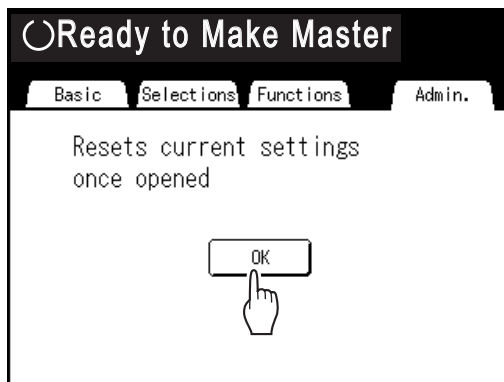 Ready to Make Master
Basic Selections Functions Admin.
Resets current settings
once opened
OK